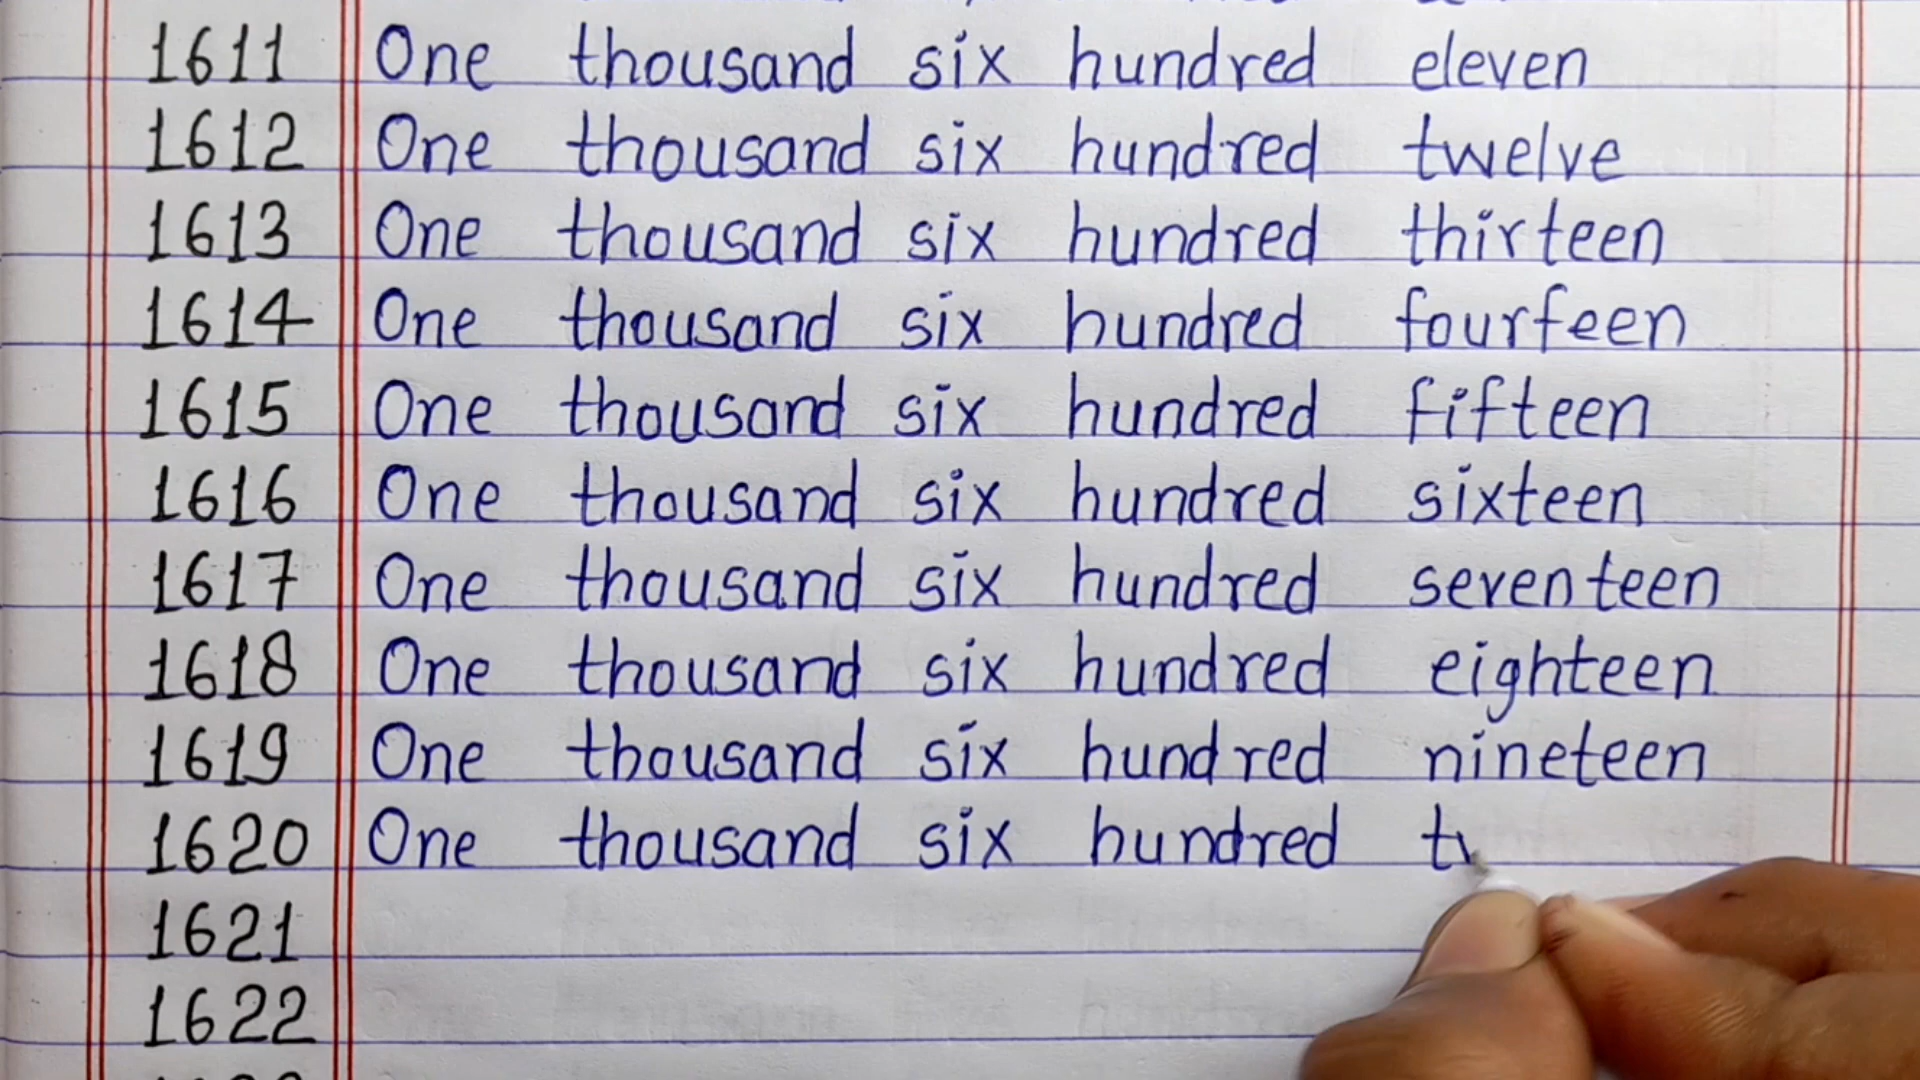 1611 One thousand six hundred eleven
1612 One thousand six hundred twelve
1613 One thousand six hundred thirteen
1614 One thousand six hundred fourfeen
1615 One thousand six hundred fifteen
1616 One thousand six hundred sixteen
1617 One thousand six hundred seventeen
1618 One thousand six hundred eighteen
1619 One thousand six hundred nineteen
1620 One thousand six hundred
1621
1622